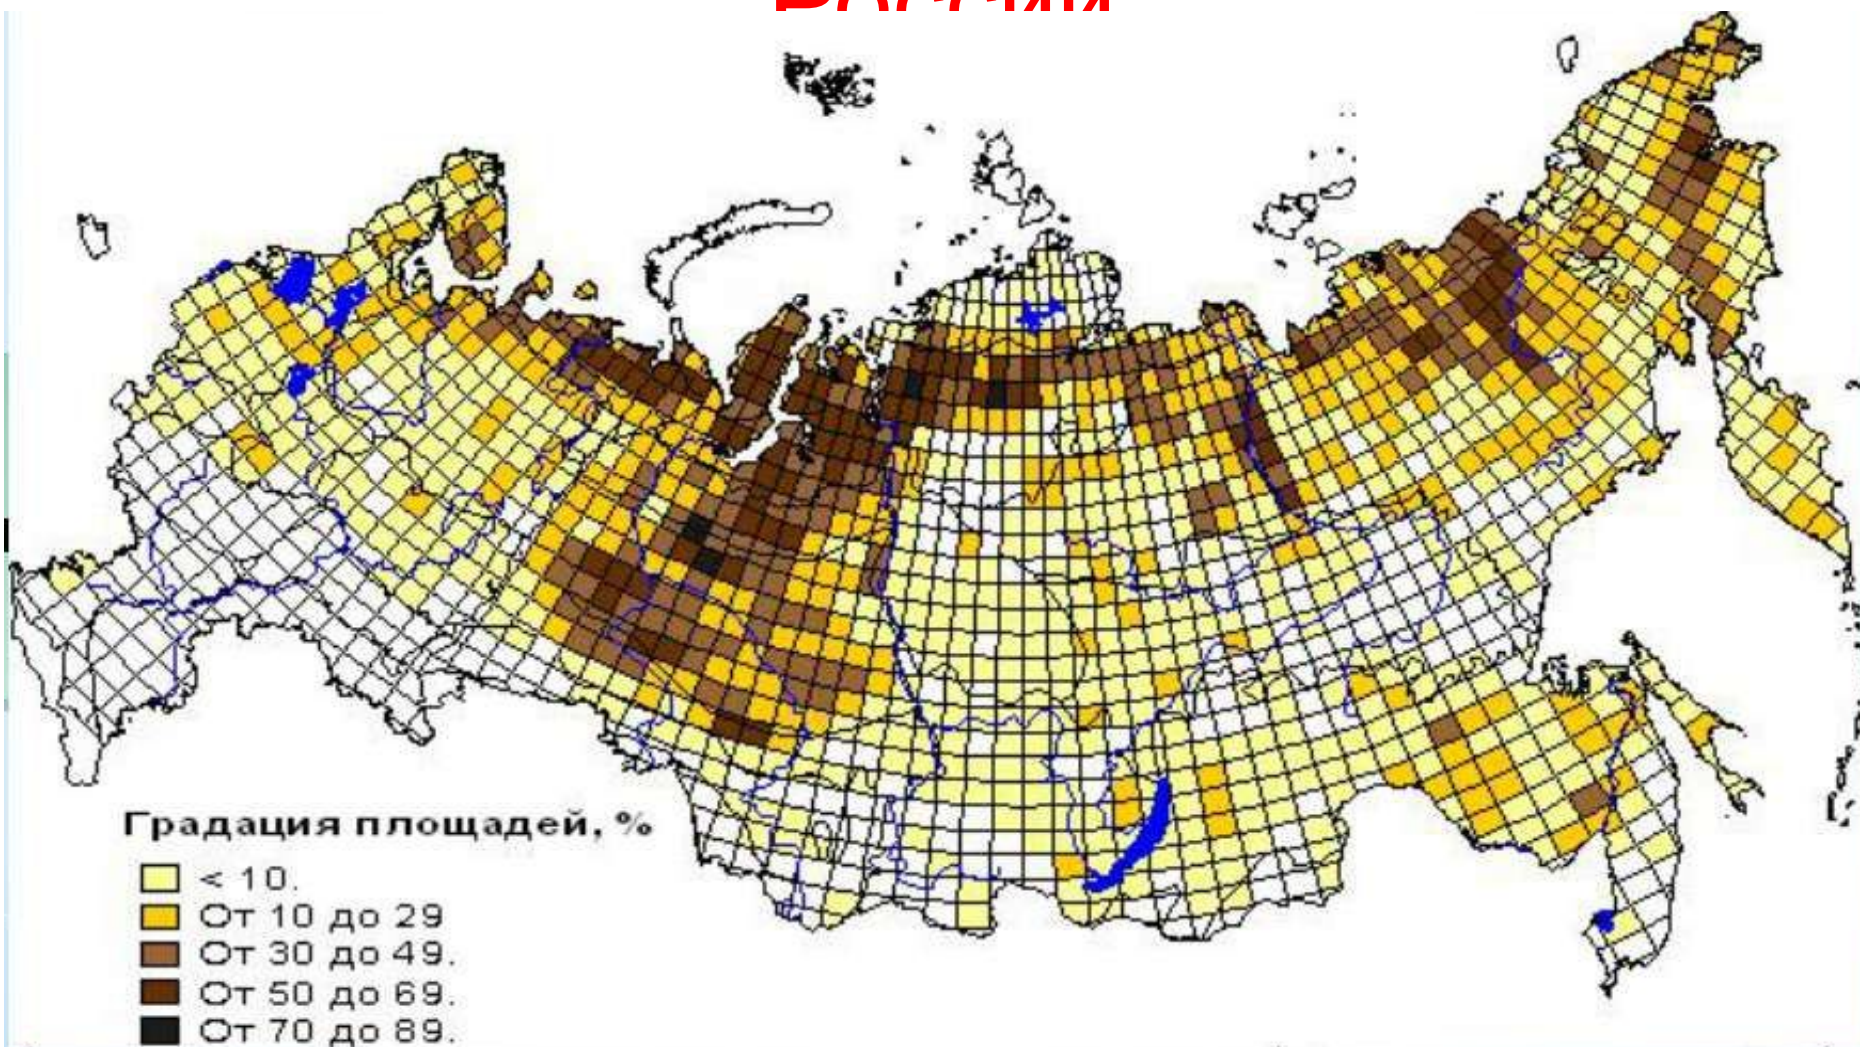 Градация площадей, %
< 10.
От 10 до 29
От 30 до 49.
От 50 до 69.
От 70 до 89.